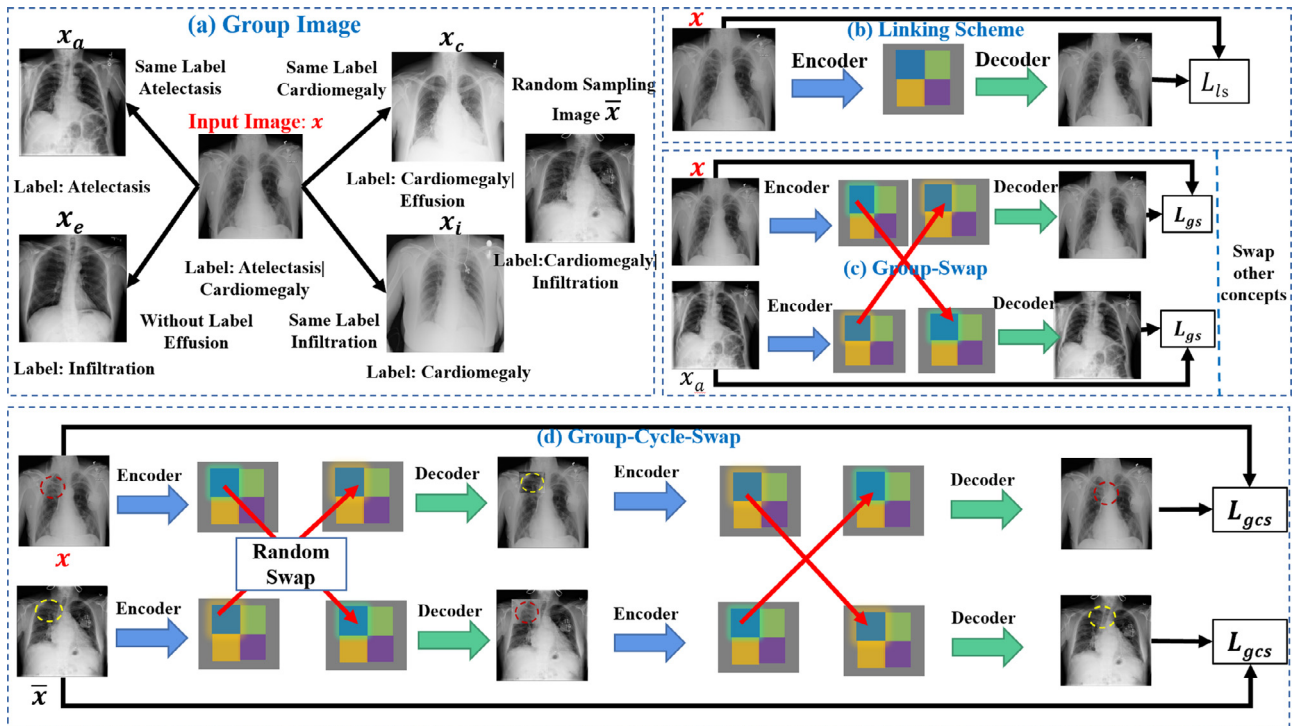 (a) Group Image
x_a
Same Label
Atelectasis
Same Label
Cardiomegaly
x_c
Random Sampling
Image x̅
Input Image: x
Label: Atelectasis
Label: Cardiomegaly|
Effusion
x_e
x_i
Label: Atelectasis|
Cardiomegaly
Label:Cardiomegaly|
Infiltration
Without Label
Effusion
Same Label
Infiltration
Label: Infiltration
Label: Cardiomegaly
x
(b) Linking Scheme
Encoder
Decoder
L_ls
x
Encoder
Decoder
L_gs
(c) Group-Swap
Encoder
Decoder
L_gs
x_a
Swap
other
concepts
(d) Group-Cycle-Swap
Encoder
Decoder
Encoder
Decoder
L_gcs
x
Random
Swap
Encoder
Decoder
Encoder
Decoder
L_gcs
x̅